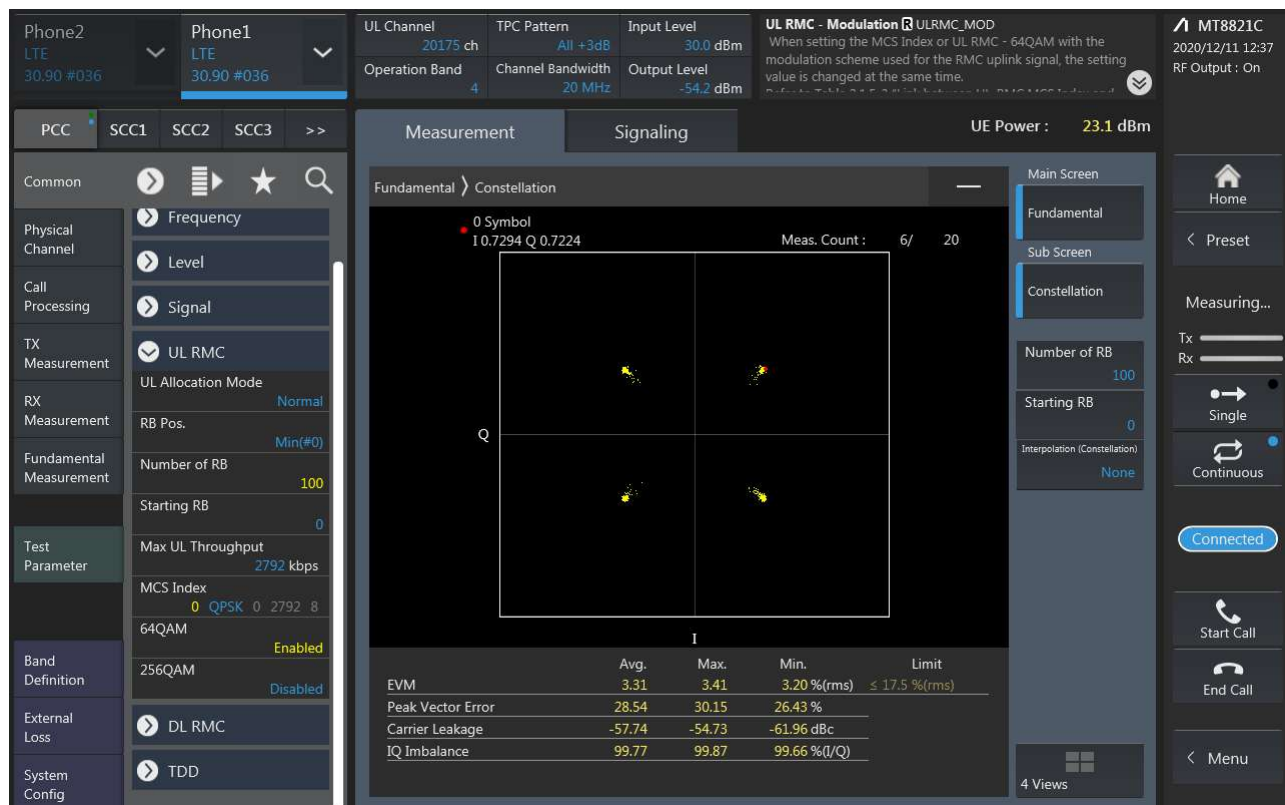 Phone2
LTE
30.90 #036
Phone1
LTE
30.90 #036
UL Channel
20175 ch
TPC Pattern
All +3dB
Input Level
30.0 dBm
Operation Band
4
Channel Bandwidth
20 MHz
Output Level
-54.2 dBm
UL RMC - Modulation R ULRMC_MOD
When setting the MCS Index or UL RMC - 64QAM with the
modulation scheme used for the RMC uplink signal, the setting
value is changed at the same time.
MT8821C
2020/12/11 12:37
RF Output : On
PCC SCC1 SCC2 SCC3 >>
Measurement
Signaling
UE Power : 23.1 dBm
Common
Physical
Channel
Call
Processing
TX
Measurement
RX
Measurement
Fundamental
Measurement
Test
Parameter
Band
Definition
External
Loss
System
Config
Frequency
Level
Signal
UL RMC
UL Allocation Mode
Normal
RB Pos.
Min(#0)
Number of RB
100
Starting RB
0
Max UL Throughput
2792 kbps
MCS Index
0 QPSK 0 2792 8
64QAM
Enabled
256QAM
Disabled
DL RMC
TDD
Fundamental 〉 Constellation
0 Symbol
I 0.7294 Q 0.7224
Meas. Count : 6/ 20
Q
I
Avg. Max. Min. Limit
EVM 3.31 3.41 3.20 %(rms) ≤ 17.5 %(rms)
Peak Vector Error 28.54 30.15 26.43 %
Carrier Leakage -57.74 -54.73 -61.96 dBc
IQ Imbalance 99.77 99.87 99.66 %(I/Q)
Main Screen
Fundamental
Sub Screen
Constellation
Number of RB
100
Starting RB
0
Interpolation (Constellation)
None
4 Views
Home
< Preset
Measuring...
Tx
Rx
Single
Continuous
Connected
Start Call
End Call
< Menu